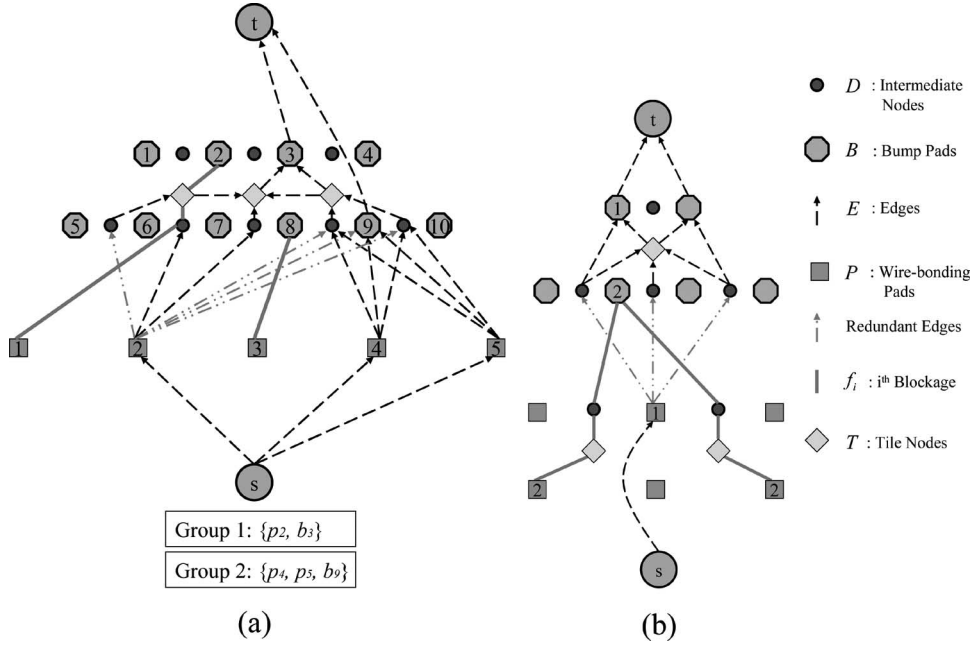 t
1 2 3 4
5 6 7 8 9 10
1 2 3 4 5
s
Group 1: {p2, b3}
Group 2: {p4, p5, b9}
(a)
t
1
2
1
2 2
s
(b)
D : Intermediate
Nodes
B : Bump Pads
E : Edges
P : Wire-bonding
Pads
Redundant Edges
fi : ith Blockage
T : Tile Nodes